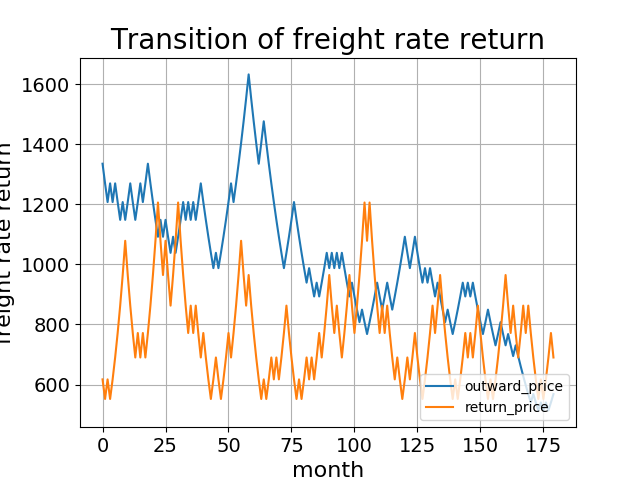 Transition of freight rate return
1600
1400
1200
1000
800
600
freight rate return
0 25 50 75 100 125 150 175
month
outward_price
return_price